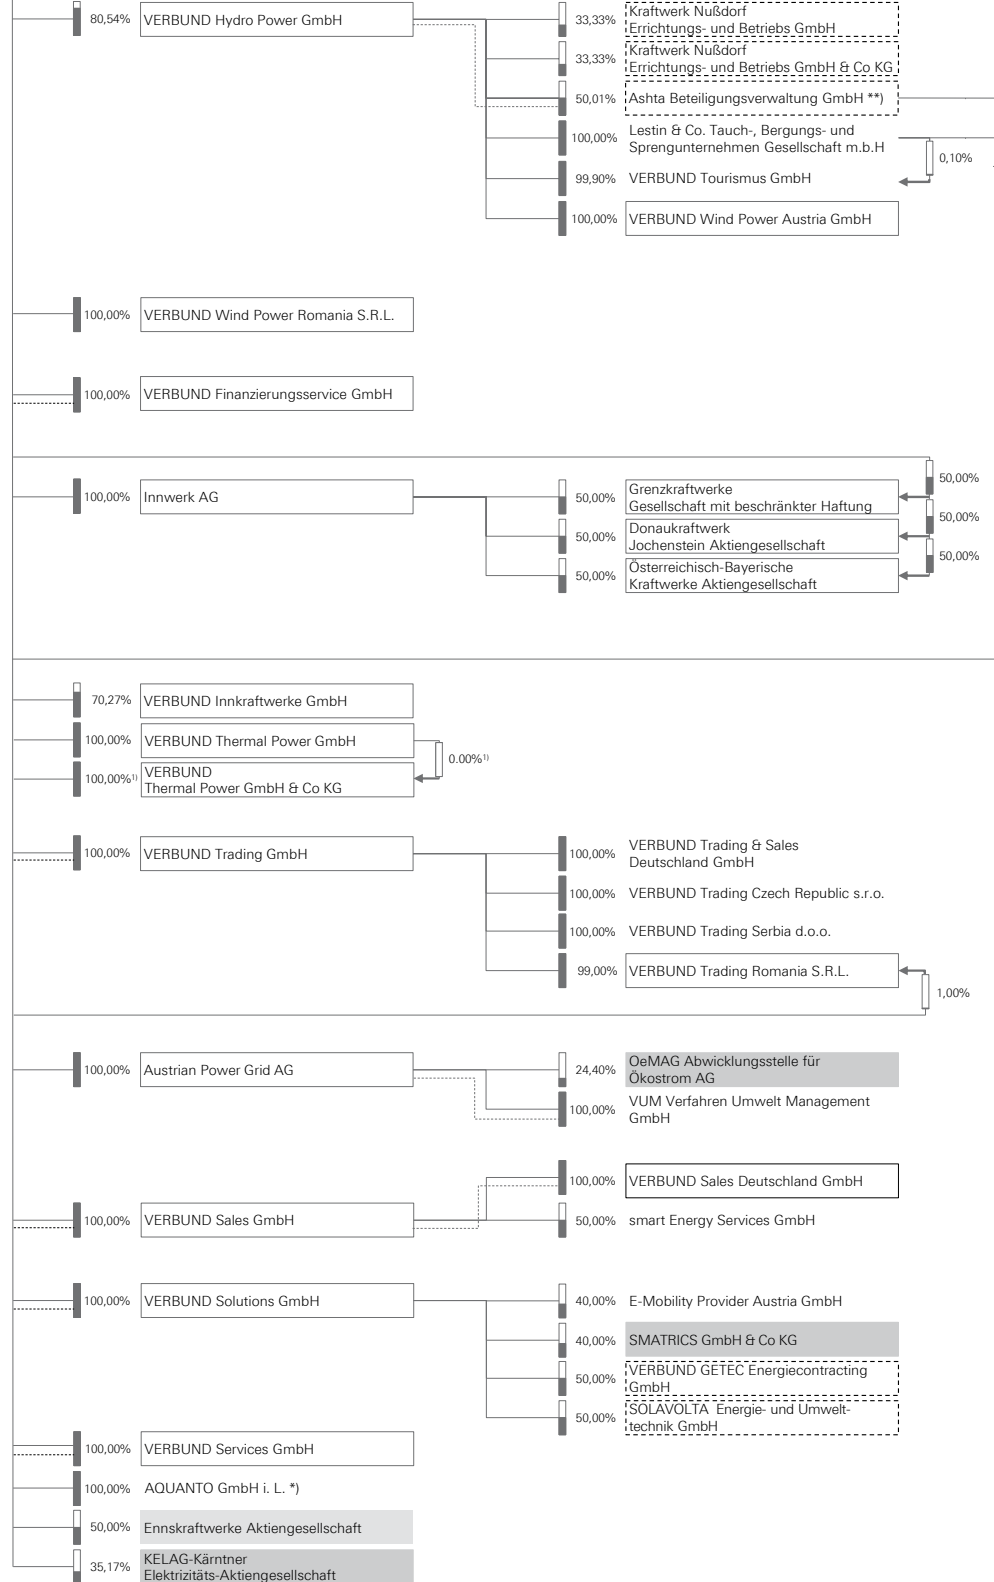 80,54% VERBUND Hydro Power GmbH
33,33% Kraftwerk Nußdorf
Errichtungs- und Betriebs GmbH
33,33% Kraftwerk Nußdorf
Errichtungs- und Betriebs GmbH & Co KG
50,01% Ashta Beteiligungsverwaltung GmbH **)
100,00% Lestin & Co. Tauch-, Bergungs- und
Sprengunternehmen Gesellschaft m.b.H
0,10%
99,90% VERBUND Tourismus GmbH
100,00% VERBUND Wind Power Austria GmbH
100,00% VERBUND Wind Power Romania S.R.L.
100,00% VERBUND Finanzierungsservice GmbH
100,00% Innwerk AG
50,00% Grenzkraftwerke
Gesellschaft mit beschränkter Haftung
50,00%
50,00% Donaukraftwerk
Jochenstein Aktiengesellschaft
50,00%
50,00% Österreichisch-Bayerische
Kraftwerke Aktiengesellschaft
50,00%
70,27% VERBUND Innkraftwerke GmbH
100,00% VERBUND Thermal Power GmbH
0.00%¹⁾
100,00%¹⁾ VERBUND
Thermal Power GmbH & Co KG
100,00% VERBUND Trading GmbH
100,00% VERBUND Trading & Sales
Deutschland GmbH
100,00% VERBUND Trading Czech Republic s.r.o.
100,00% VERBUND Trading Serbia d.o.o.
99,00% VERBUND Trading Romania S.R.L.
1,00%
100,00% Austrian Power Grid AG
24,40% OeMAG Abwicklungsstelle für
Ökostrom AG
100,00% VUM Verfahren Umwelt Management
GmbH
100,00% VERBUND Sales Deutschland GmbH
100,00% VERBUND Sales GmbH
50,00% smart Energy Services GmbH
100,00% VERBUND Solutions GmbH
40,00% E-Mobility Provider Austria GmbH
40,00% SMATRICS GmbH & Co KG
50,00% VERBUND GETEC Energiecontracting
GmbH
50,00% SOLAVOLTA Energie- und Umwelt-
technik GmbH
100,00% VERBUND Services GmbH
100,00% AQUANTO GmbH i. L. *)
50,00% Ennskraftwerke Aktiengesellschaft
35,17% KELAG-Kärntner
Elektrizitäts-Aktiengesellschaft